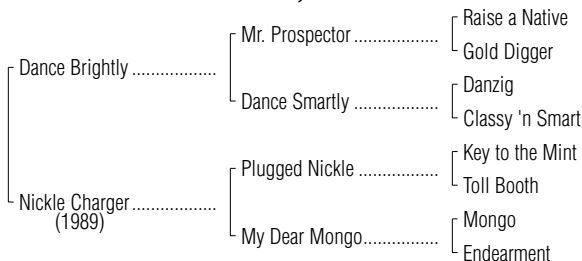 Raise a Native
Mr. Prospector ..................
Gold Digger
Dance Brightly ..................
Danzig
Dance Smartly ..................
Classy 'n Smart
Key to the Mint
Plugged Nickle .................
Toll Booth
Nickle Charger ..................
(1989)
Mongo
My Dear Mongo................
Endearment